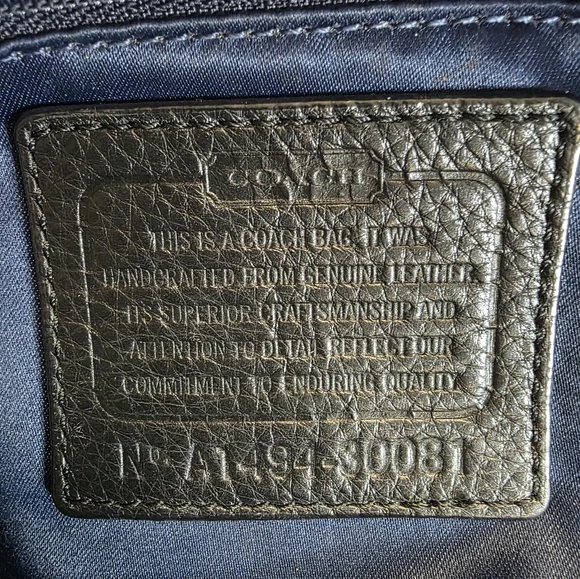 COACH
THIS IS A COACH BAG. IT WAS
HANDCRAFTED FROM GENUINE LEATHER.
ITS SUPERIOR CRAFTSMANSHIP AND
ATTENTION TO DETAIL REFLECT OUR
COMMITMENT TO ENDURING QUALITY.
Nº A1494-30081